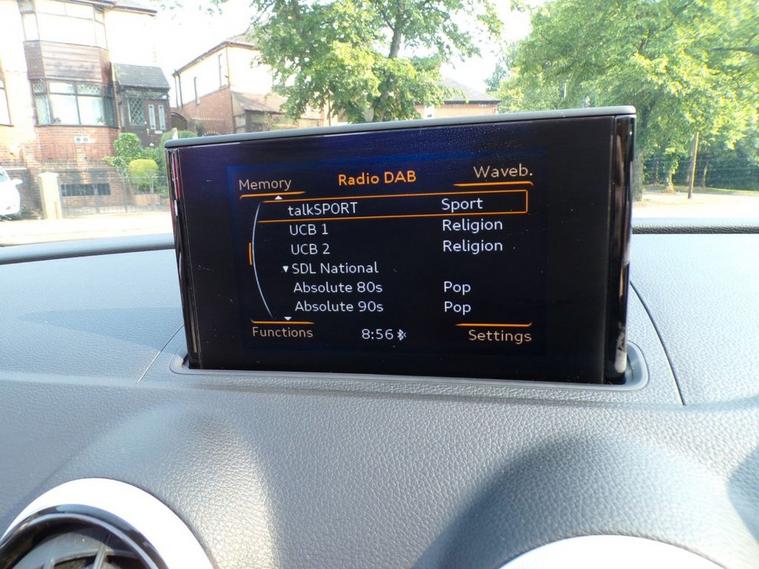 Memory Radio DAB Waveb.
talkSPORT Sport
UCB 1 Religion
UCB 2 Religion
▼SDL National
Absolute 80s Pop
Absolute 90s Pop
Functions 8:56 Settings